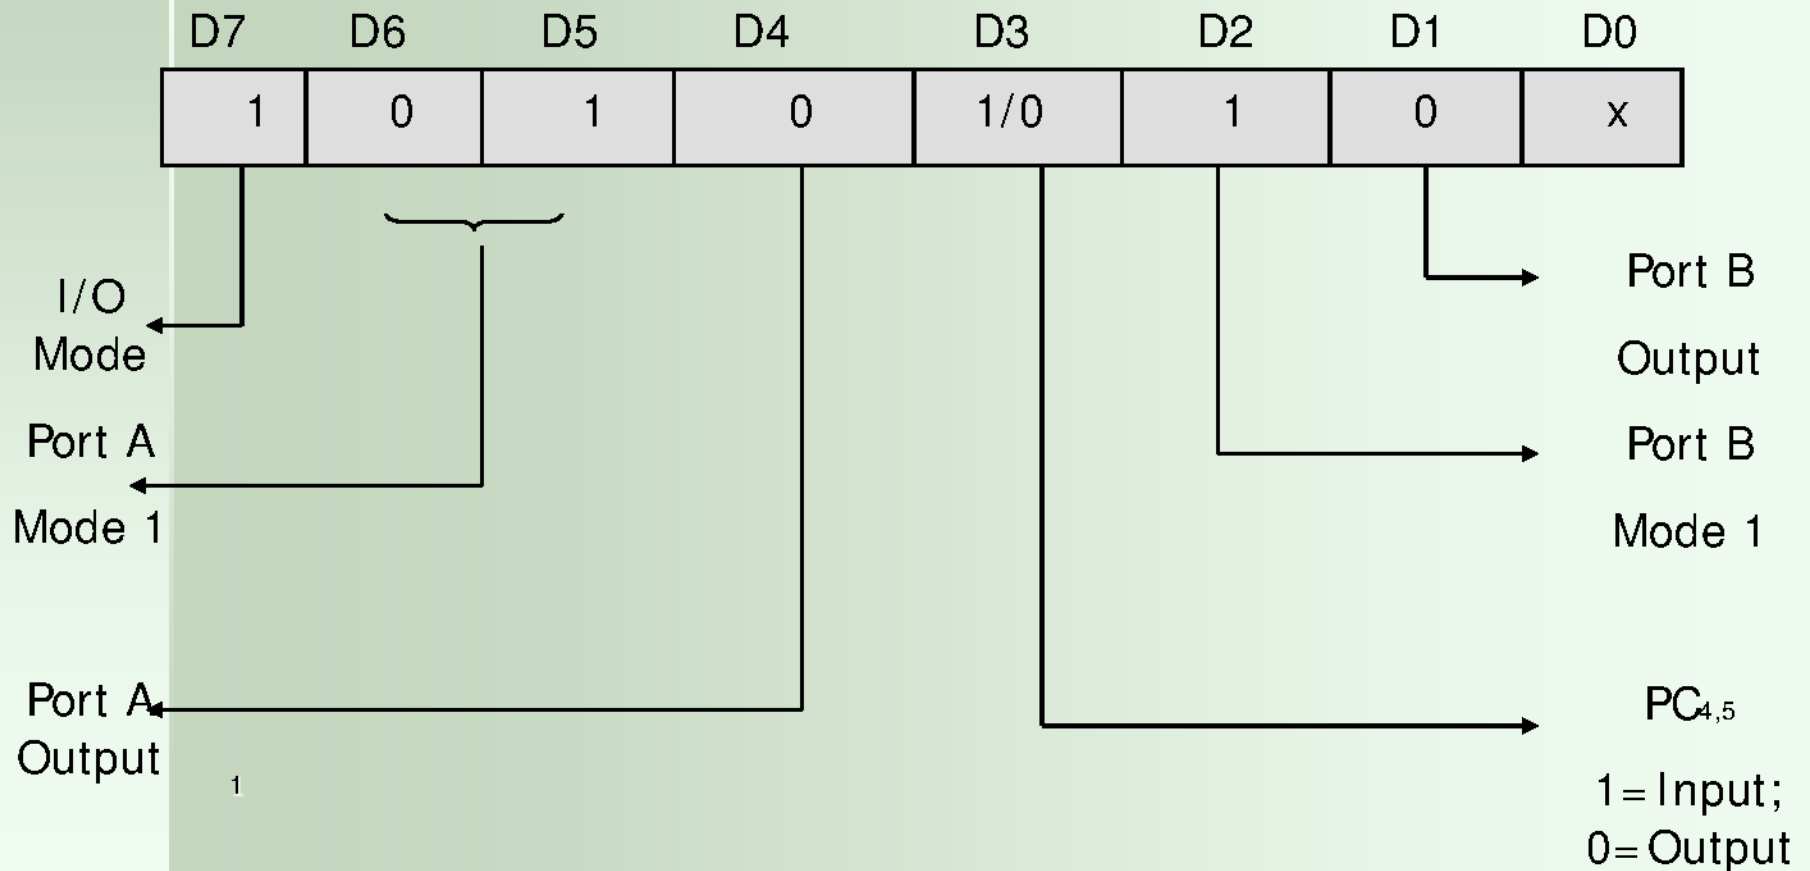 D7 D6 D5 D4 D3 D2 D1 D0
1 0 1 0 1/0 1 0 x
I/O
Mode
Port A
Mode 1
Port A
Output
1
Port B
Output
Port B
Mode 1
PC4,5
1=Input;
0=Output